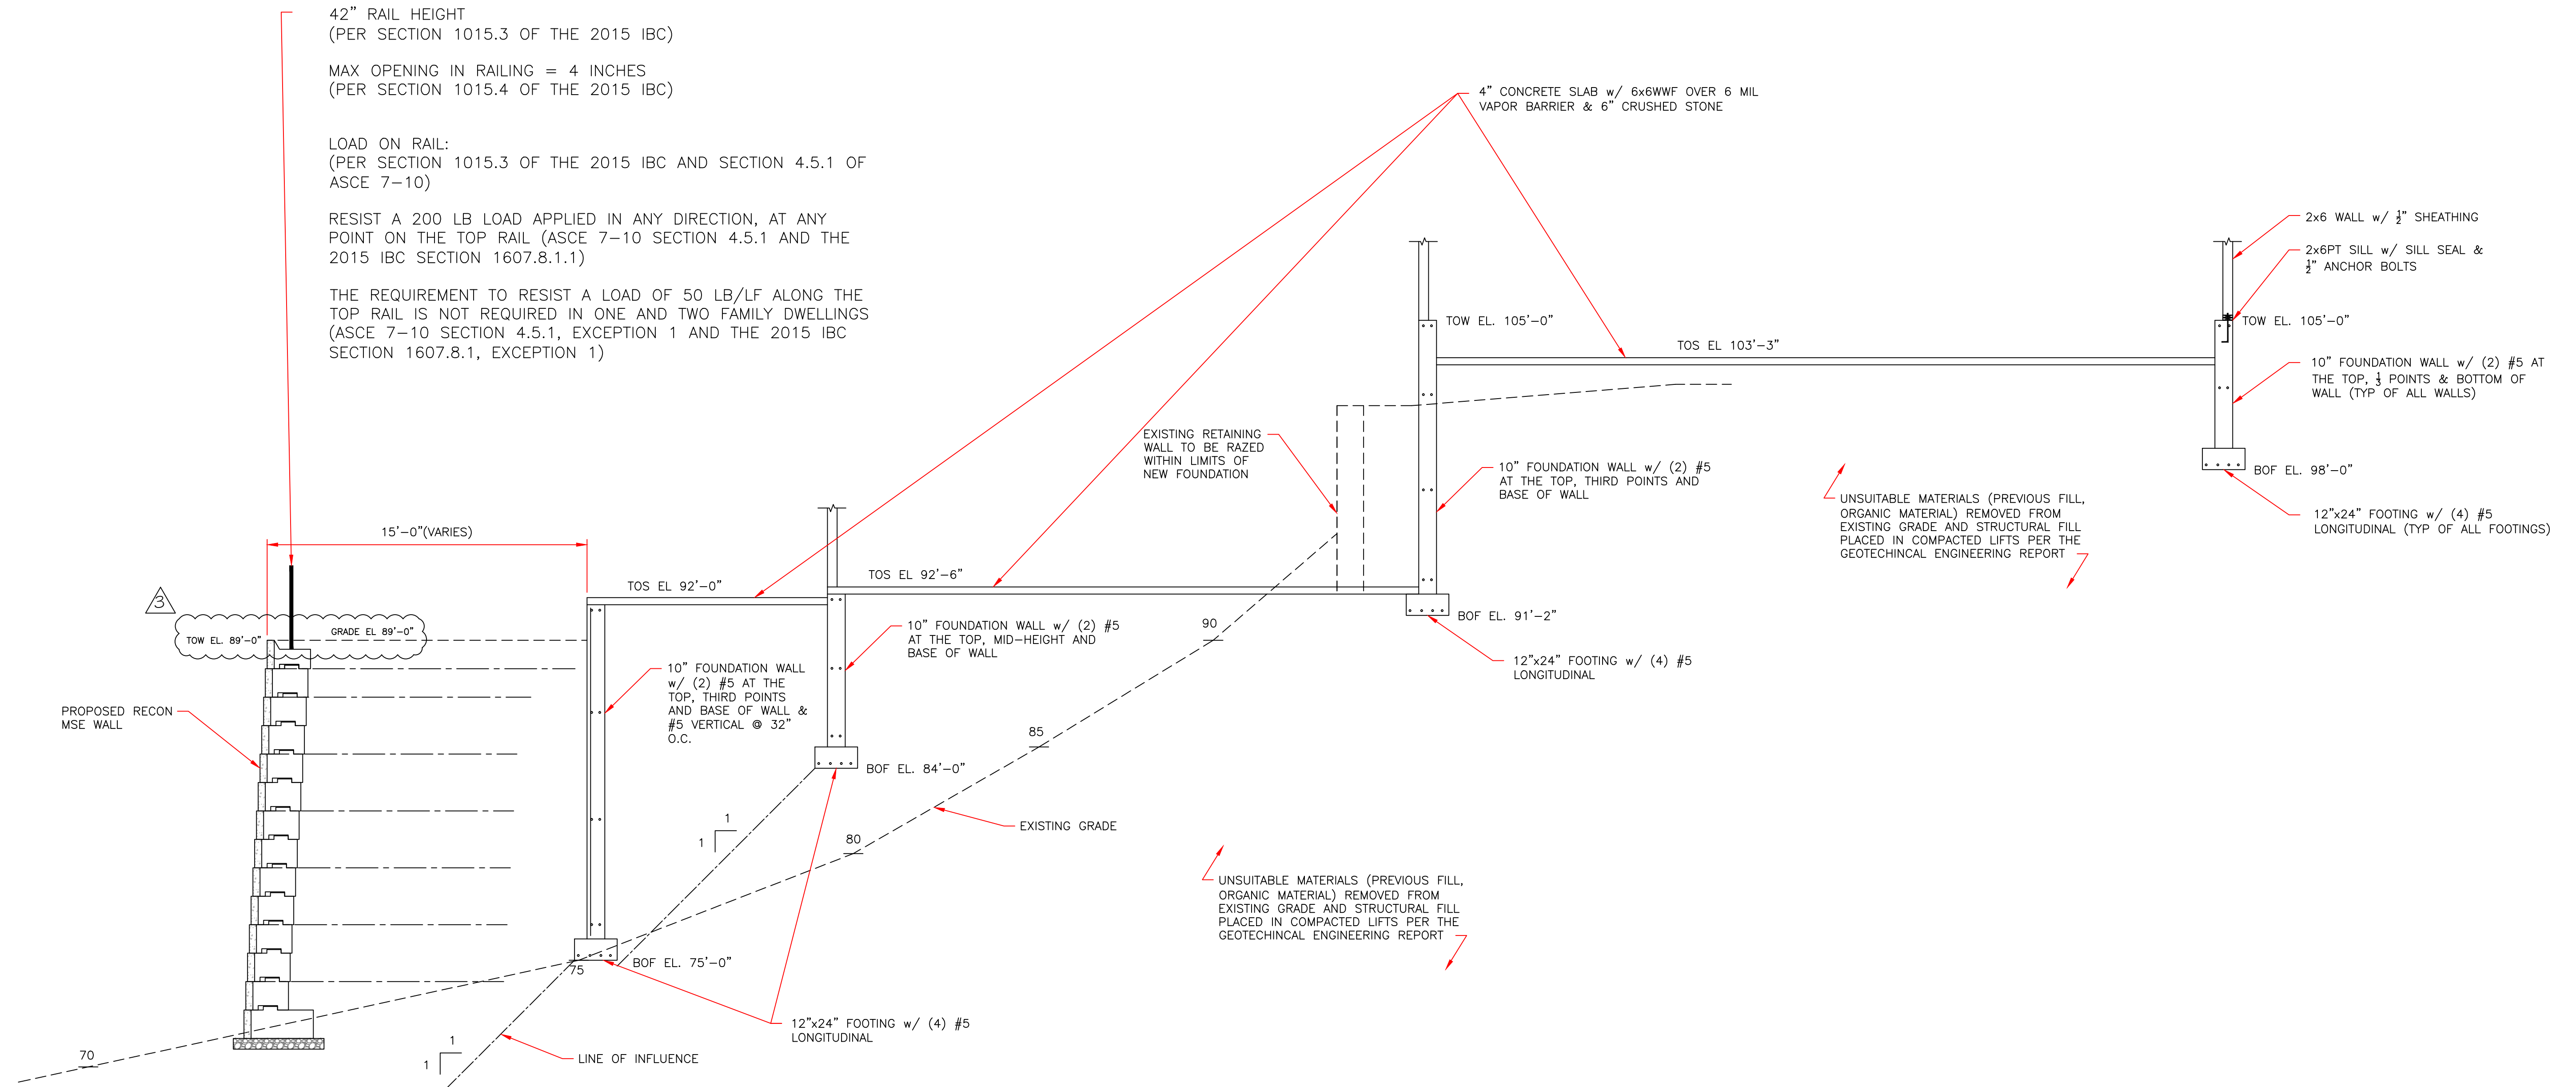 42” RAIL HEIGHT
(PER SECTION 1015.3 OF THE 2015 IBC)
MAX OPENING IN RAILING = 4 INCHES
(PER SECTION 1015.4 OF THE 2015 IBC)
LOAD ON RAIL:
(PER SECTION 1015.3 OF THE 2015 IBC AND SECTION 4.5.1 OF
ASCE 7–10)
RESIST A 200 LB LOAD APPLIED IN ANY DIRECTION, AT ANY
POINT ON THE TOP RAIL (ASCE 7–10 SECTION 4.5.1 AND THE
2015 IBC SECTION 1607.8.1.1)
THE REQUIREMENT TO RESIST A LOAD OF 50 LB/LF ALONG THE
TOP RAIL IS NOT REQUIRED IN ONE AND TWO FAMILY DWELLINGS
(ASCE 7–10 SECTION 4.5.1, EXCEPTION 1 AND THE 2015 IBC
SECTION 1607.8.1, EXCEPTION 1)
4” CONCRETE SLAB w/ 6x6WWF OVER 6 MIL
VAPOR BARRIER & 6” CRUSHED STONE
2x6 WALL w/ ½” SHEATHING
2x6PT SILL w/ SILL SEAL &
½” ANCHOR BOLTS
TOW EL. 105’–0”
TOW EL. 105’–0”
TOS EL 103’–3”
10” FOUNDATION WALL w/ (2) #5 AT
THE TOP, ⅓ POINTS & BOTTOM OF
WALL (TYP OF ALL WALLS)
EXISTING RETAINING
WALL TO BE RAZED
WITHIN LIMITS OF
NEW FOUNDATION
10” FOUNDATION WALL w/ (2) #5
AT THE TOP, THIRD POINTS AND
BASE OF WALL
BOF EL. 98’–0”
UNSUITABLE MATERIALS (PREVIOUS FILL,
ORGANIC MATERIAL) REMOVED FROM
EXISTING GRADE AND STRUCTURAL FILL
PLACED IN COMPACTED LIFTS PER THE
GEOTECHINCAL ENGINEERING REPORT
12”x24” FOOTING w/ (4) #5
LONGITUDINAL (TYP OF ALL FOOTINGS)
15’–0”(VARIES)
TOS EL 92’–0”
TOS EL 92’–6”
3
TOW EL. 89’–0”
GRADE EL 89’–0”
BOF EL. 91’–2”
90
10” FOUNDATION WALL w/ (2) #5
AT THE TOP, MID–HEIGHT AND
BASE OF WALL
12”x24” FOOTING w/ (4) #5
LONGITUDINAL
10” FOUNDATION WALL
w/ (2) #5 AT THE
TOP, THIRD POINTS
AND BASE OF WALL &
#5 VERTICAL @ 32”
O.C.
PROPOSED RECON
MSE WALL
85
BOF EL. 84’–0”
1
1
EXISTING GRADE
80
UNSUITABLE MATERIALS (PREVIOUS FILL,
ORGANIC MATERIAL) REMOVED FROM
EXISTING GRADE AND STRUCTURAL FILL
PLACED IN COMPACTED LIFTS PER THE
GEOTECHINCAL ENGINEERING REPORT
BOF EL. 75’–0”
75
12”x24” FOOTING w/ (4) #5
LONGITUDINAL
70
1
1
LINE OF INFLUENCE